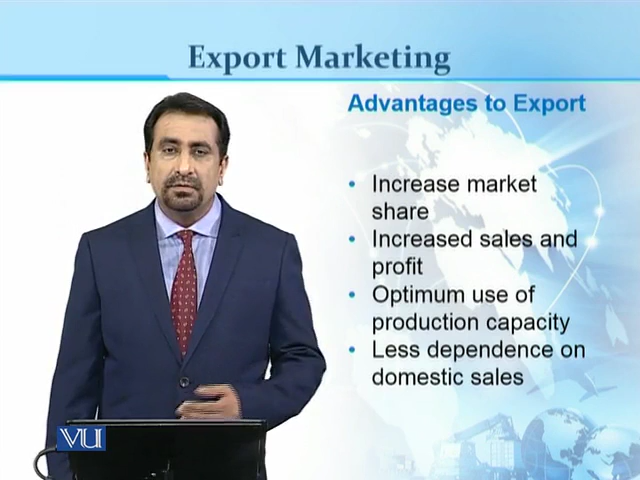 Export Marketing
Advantages to Export
• Increase market
share
• Increased sales and
profit
• Optimum use of
production capacity
• Less dependence on
domestic sales
VU